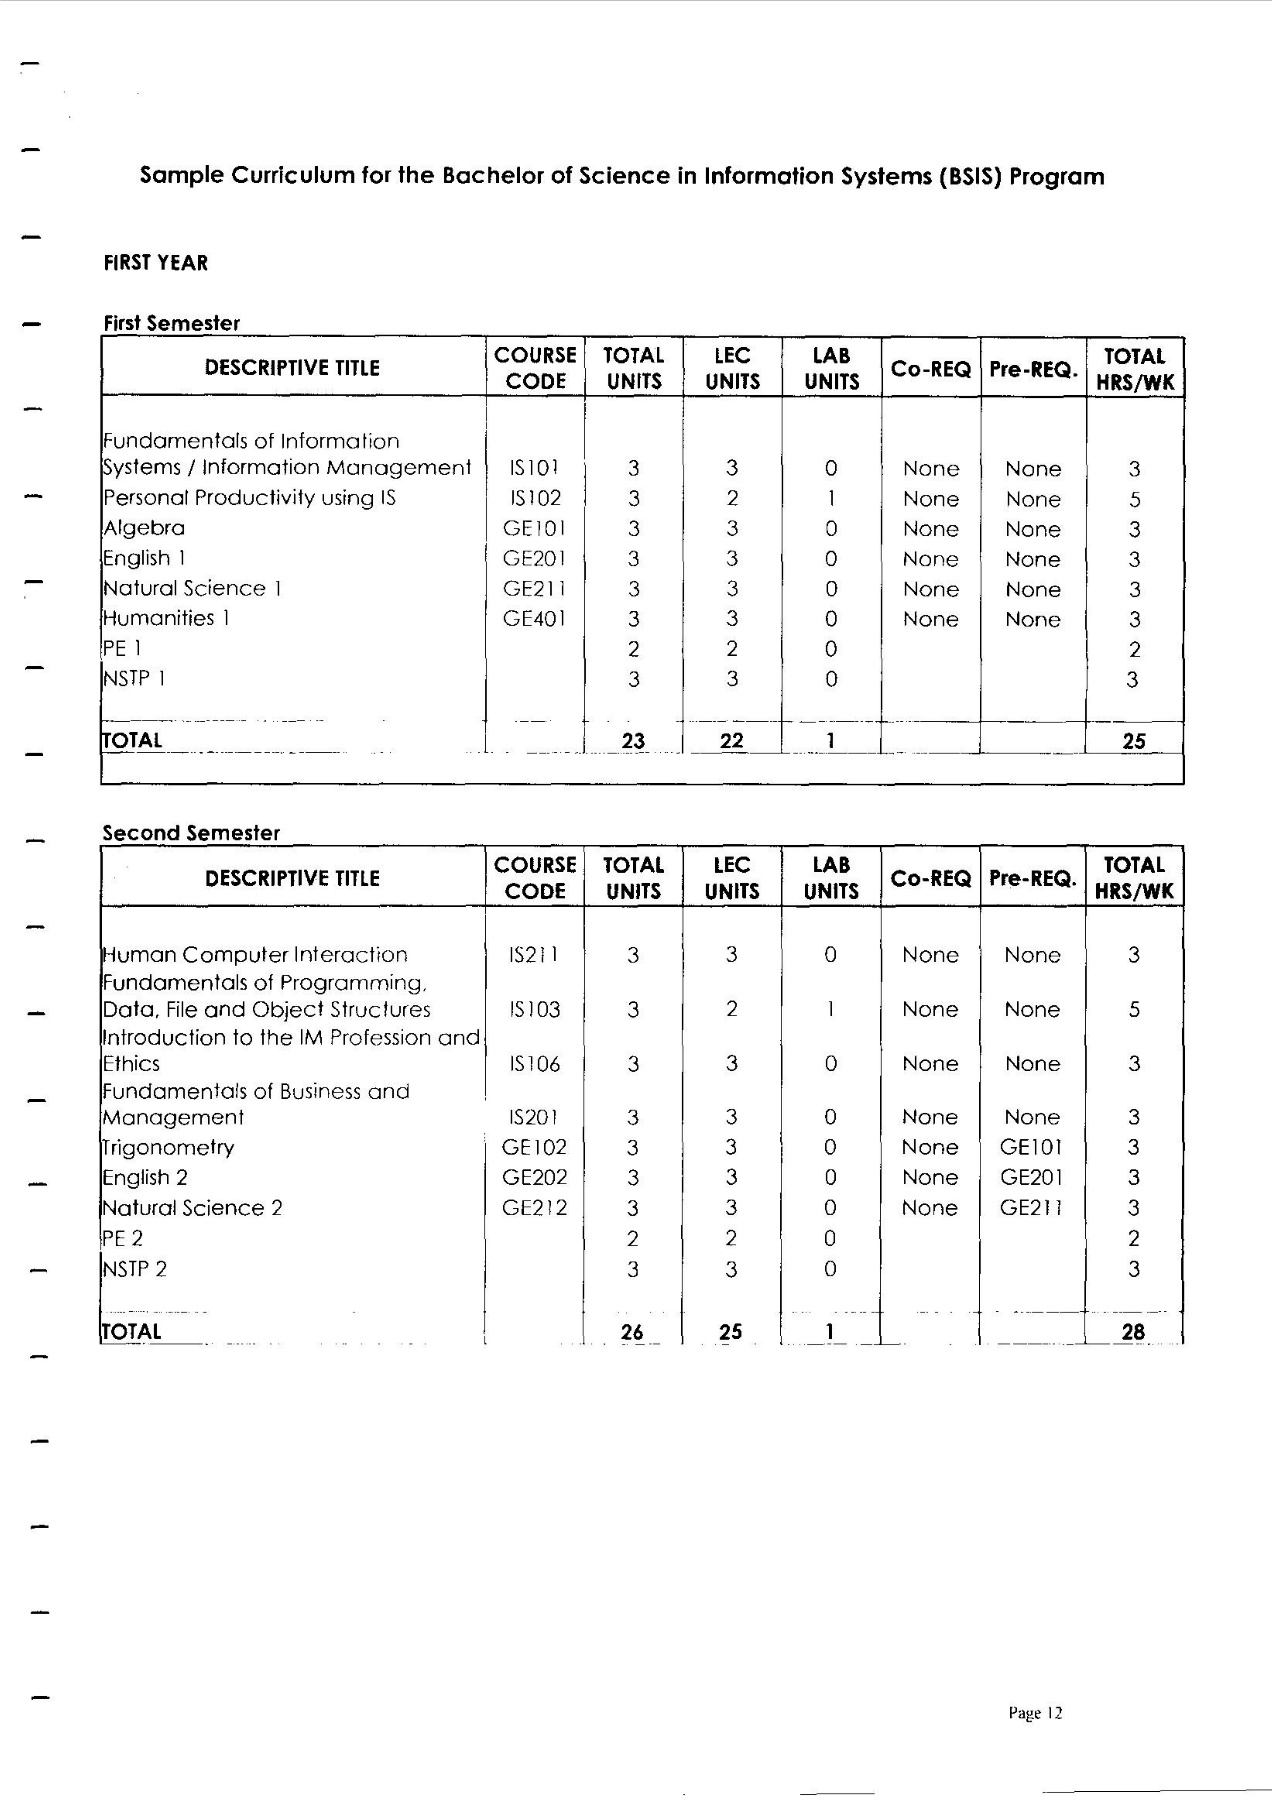 Sample Curriculum for the Bachelor of Science in Information Systems (BSIS) Program
FIRST YEAR
First Semester
DESCRIPTIVE TITLE COURSE CODE TOTAL UNITS LEC UNITS LAB UNITS Co-REQ Pre-REQ. TOTAL HRS/WK
Fundamentals of Information
Systems / Information Management IS101 3 3 0 None None 3
Personal Productivity using IS IS102 3 2 1 None None 5
Algebra GE101 3 3 0 None None 3
English 1 GE201 3 3 0 None None 3
Natural Science 1 GE211 3 3 0 None None 3
Humanities 1 GE401 3 3 0 None None 3
PE 1 2 2 0 2
NSTP 1 3 3 0 3
TOTAL 23 22 1 25
Second Semester
DESCRIPTIVE TITLE COURSE CODE TOTAL UNITS LEC UNITS LAB UNITS Co-REQ Pre-REQ. TOTAL HRS/WK
Human Computer Interaction IS211 3 3 0 None None 3
Fundamentals of Programming,
Data, File and Object Structures IS103 3 2 1 None None 5
Introduction to the IM Profession and
Ethics IS106 3 3 0 None None 3
Fundamentals of Business and
Management IS201 3 3 0 None None 3
Trigonometry GE102 3 3 0 None GE101 3
English 2 GE202 3 3 0 None GE201 3
Natural Science 2 GE212 3 3 0 None GE211 3
PE 2 2 2 0 2
NSTP 2 3 3 0 3
TOTAL 26 25 1 28
Page 12